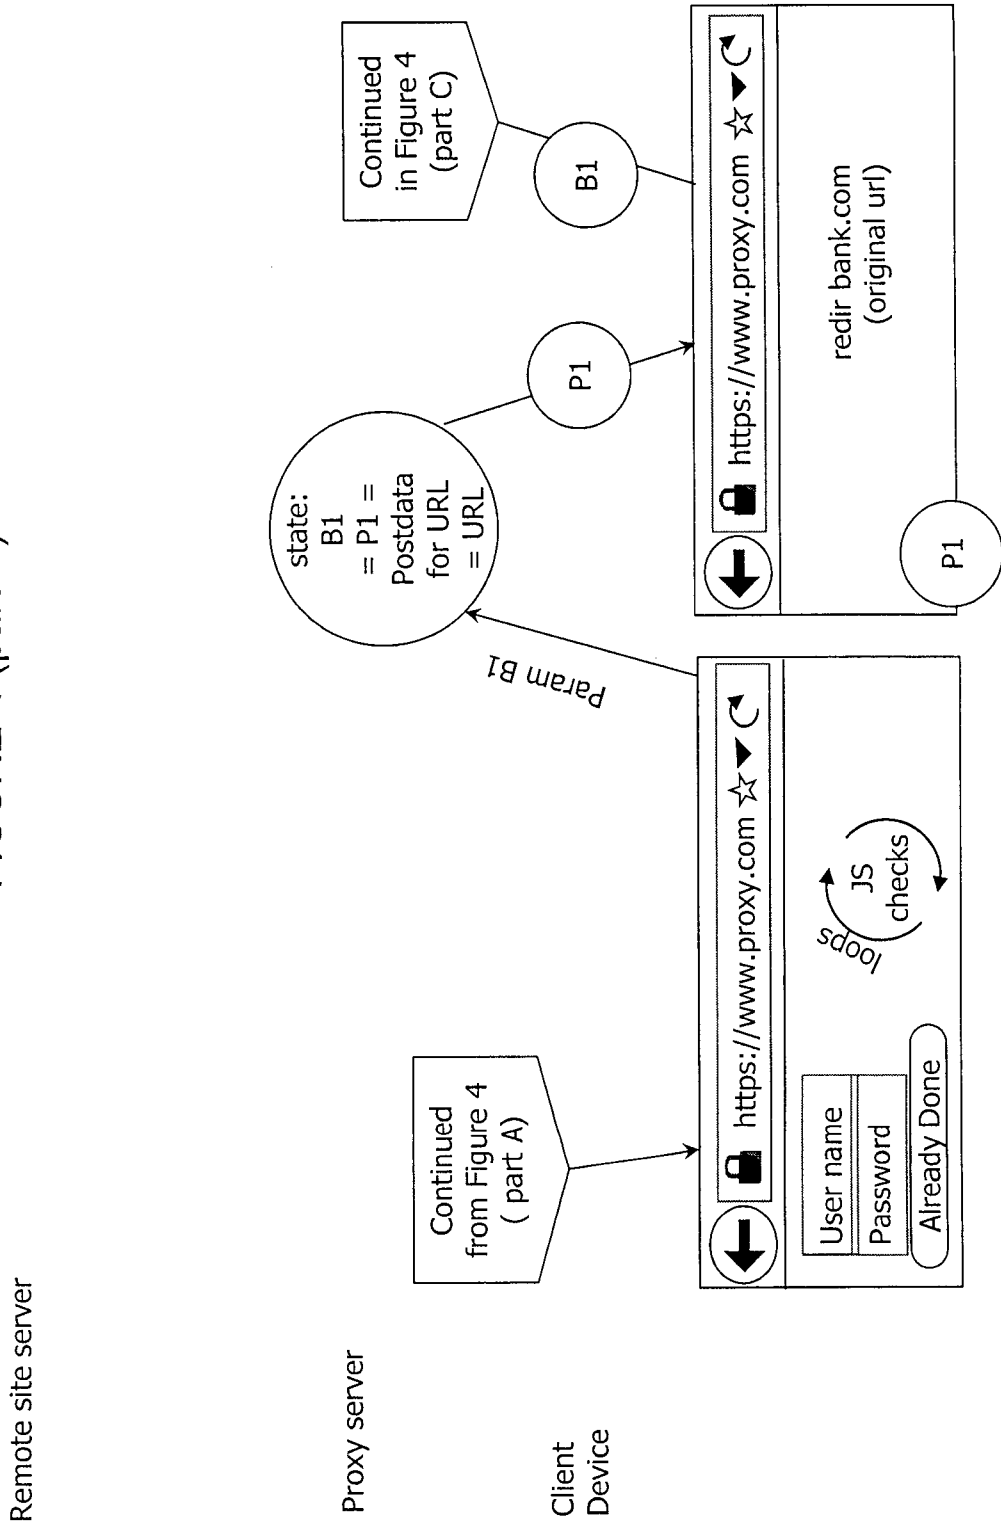 Remote site server
Proxy server
Client
Device
Continued
from Figure 4
( part A)
https://www.proxy.com
User name
Password
Already Done
loops
JS
checks
Param B1
state:
B1
= P1 =
Postdata
for URL
= URL
P1
B1
Continued
in Figure 4
(part C)
https://www.proxy.com
redir bank.com
(original url)
P1